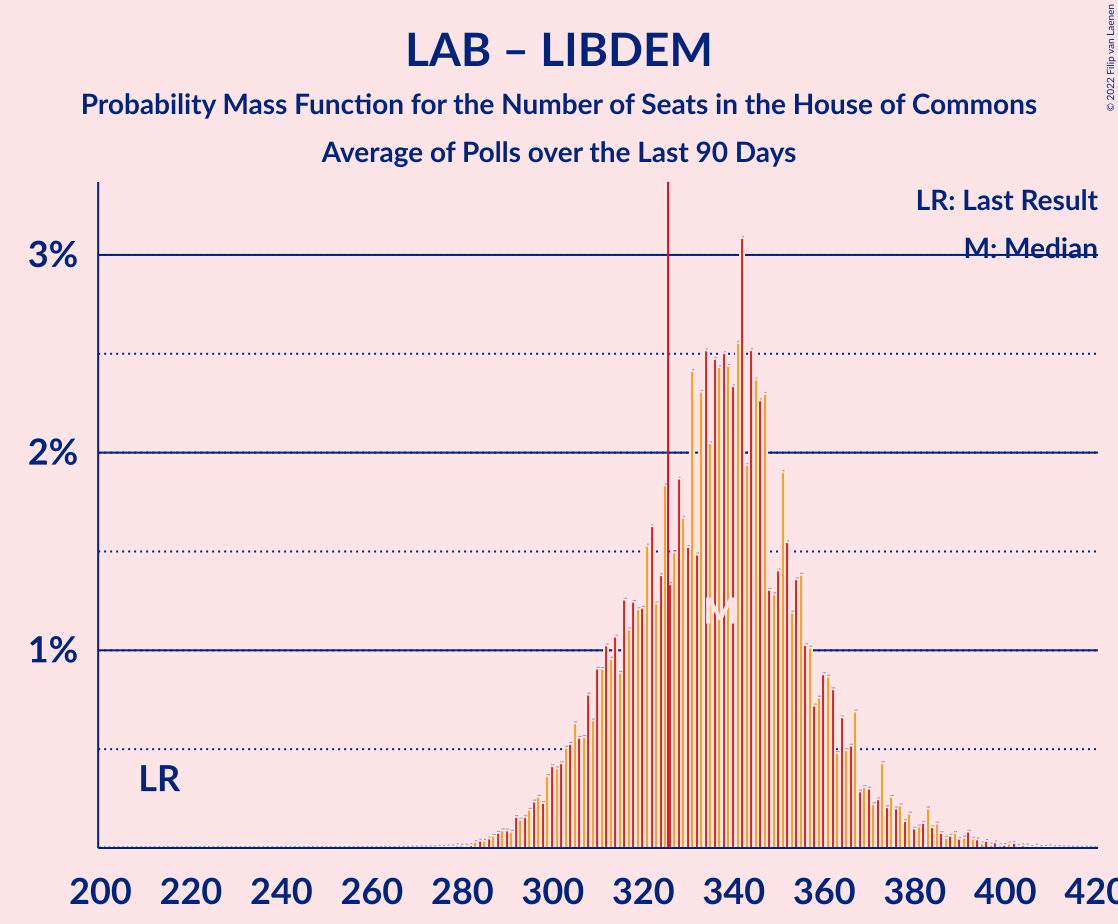 LAB – LIBDEM
Probability Mass Function for the Number of Seats in the House of Commons
Average of Polls over the Last 90 Days
© 2022 Filip van Laenen
LR: Last Result
M: Median
3%
2%
1%
M
LR
200 220 240 260 280 300 320 340 360 380 400 420